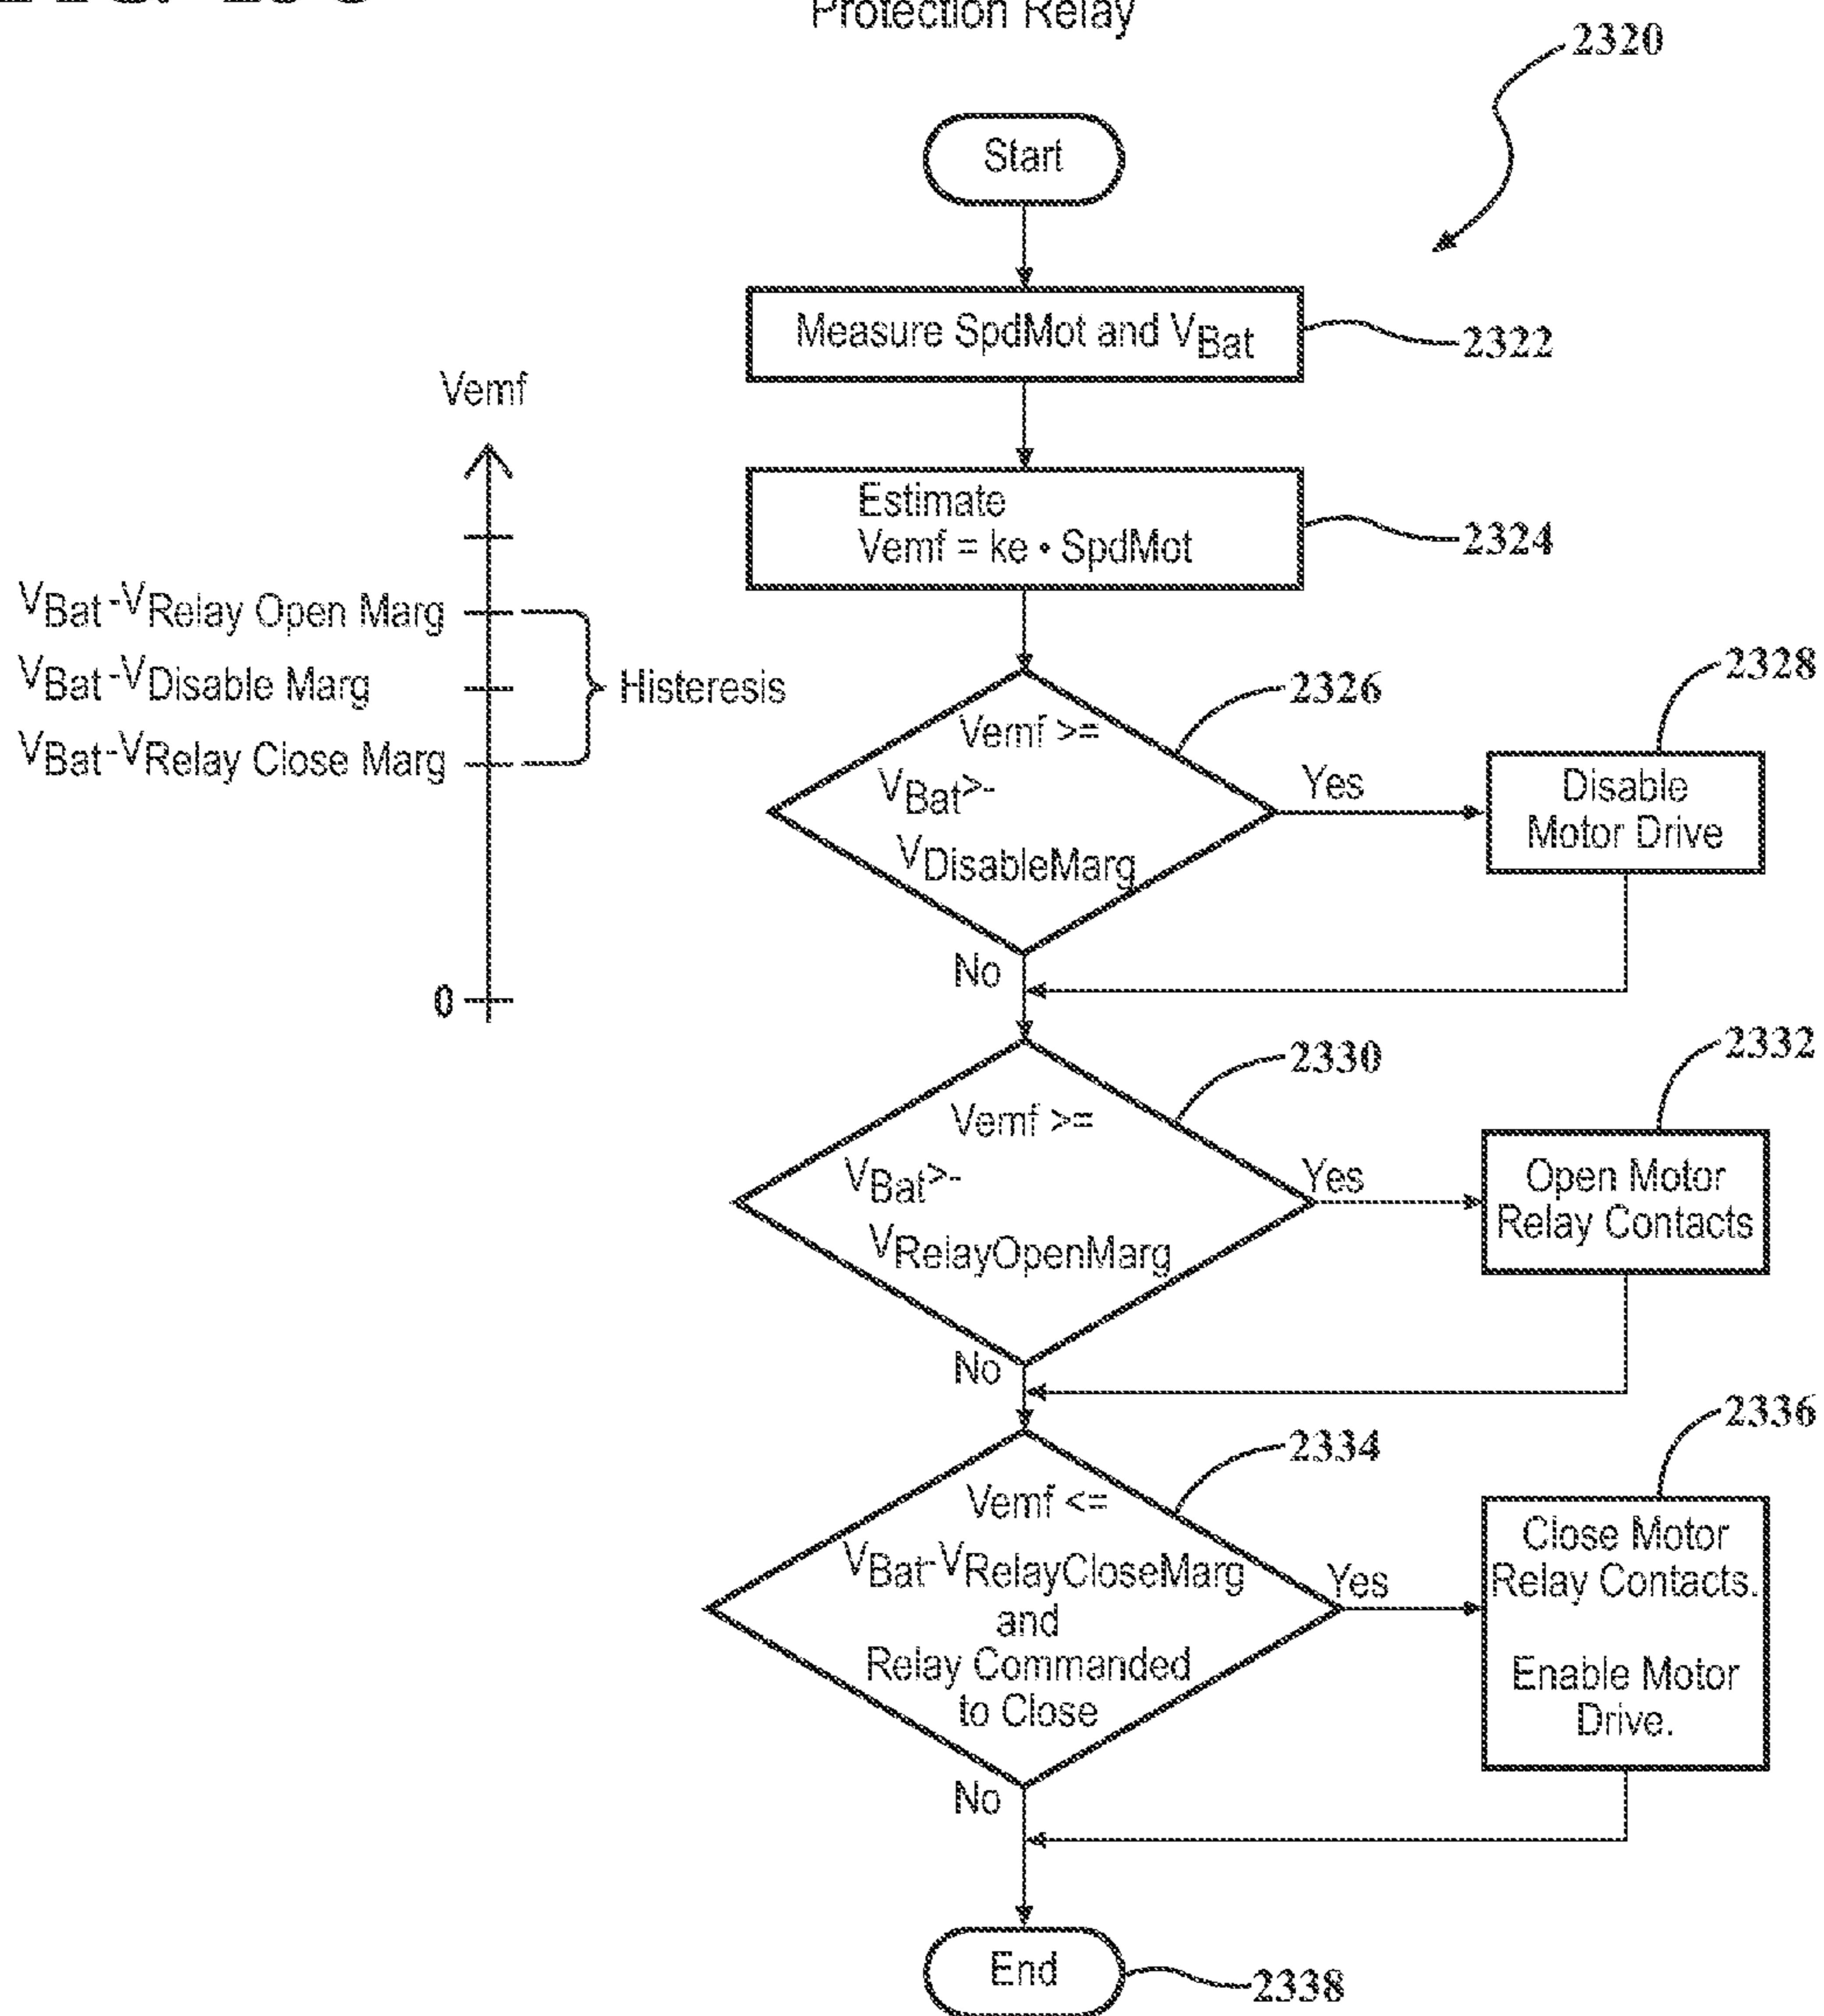 Protection Relay
2320
Start
Measure SpdMot and VBat
2322
Vemf
Estimate
Vemf = ke • SpdMot
2324
VBat-VRelay Open Marg
VBat-VDisable Marg
VBat-VRelay Close Marg
Histeresis
0
2326
Vemf >=
VBat>-
VDisableMarg
Yes
No
2328
Disable
Motor Drive
2330
Vemf >=
VBat>-
VRelayOpenMarg
Yes
No
2332
Open Motor
Relay Contacts
2334
Vemf <=
VBat-VRelayCloseMarg
and
Relay Commanded
to Close
Yes
No
2336
Close Motor
Relay Contacts.
Enable Motor
Drive.
End
2338